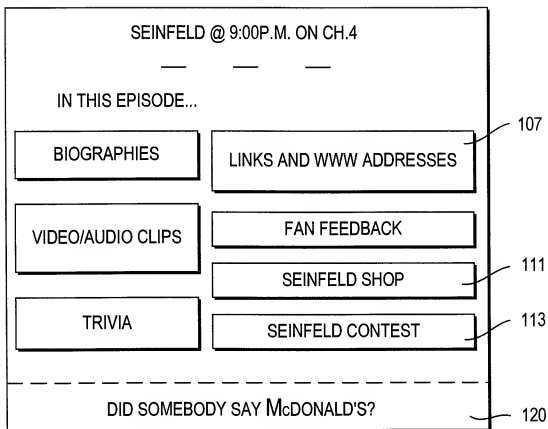 SEINFELD @ 9:00P.M. ON CH.4
IN THIS EPISODE...
BIOGRAPHIES
LINKS AND WWW ADDRESSES
107
VIDEO/AUDIO CLIPS
FAN FEEDBACK
SEINFELD SHOP
111
TRIVIA
SEINFELD CONTEST
113
DID SOMEBODY SAY McDONALD'S?
120